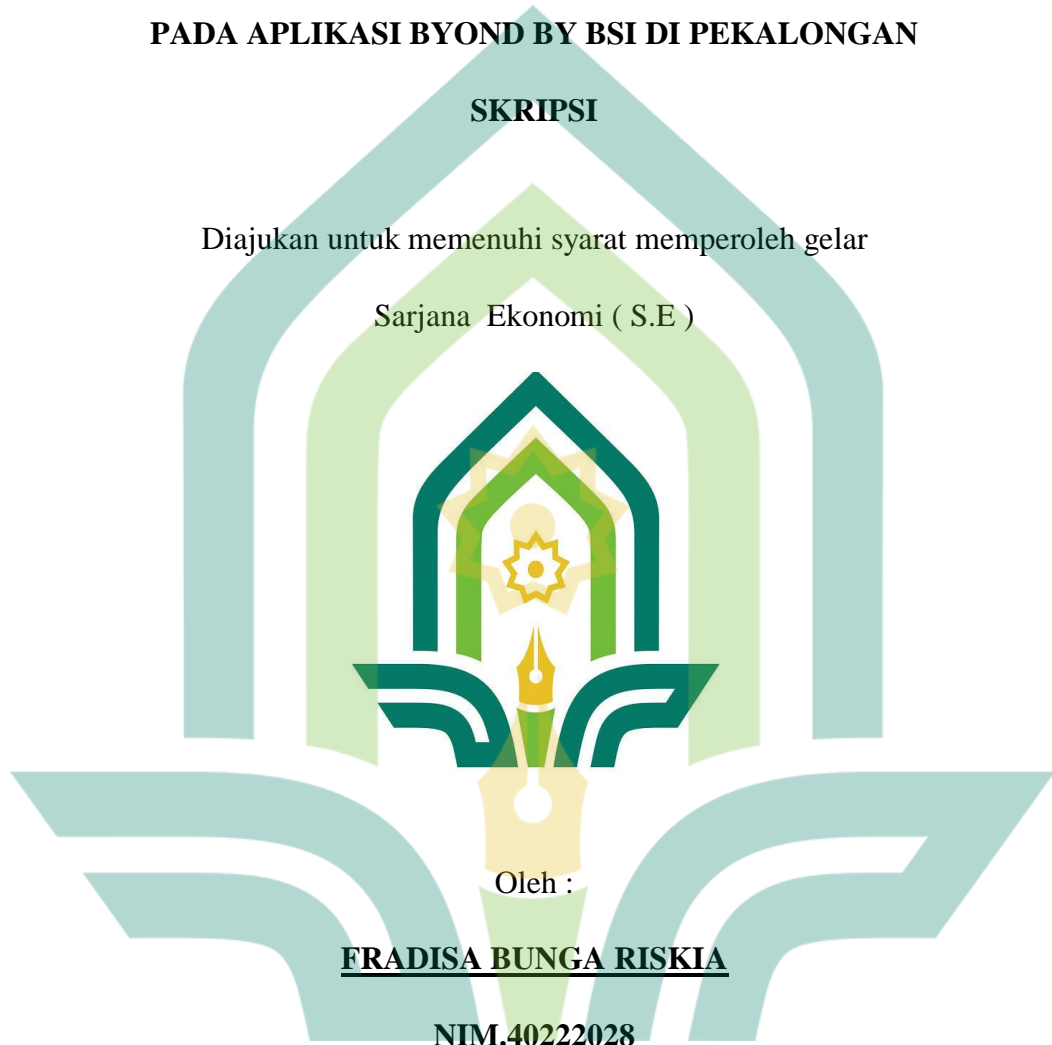 PADA APLIKASI BYOND BY BSI DI PEKALONGAN
SKRIPSI
Diajukan untuk memenuhi syarat memperoleh gelar
Sarjana Ekonomi ( S.E )
Oleh :
FRADISA BUNGA RISKIA
NIM.40222028